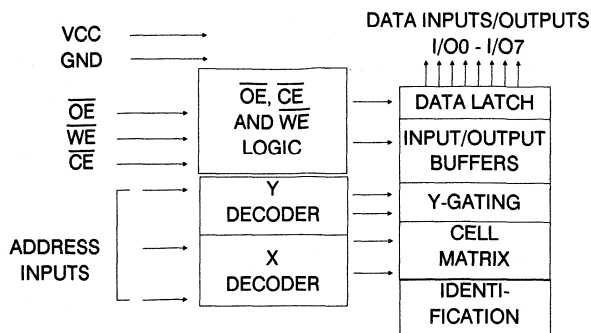 DATA INPUTS/OUTPUTS
I/O0 - I/O7
VCC
GND
OE
WE
CE
OE, CE
AND WE
LOGIC
DATA LATCH
INPUT/OUTPUT
BUFFERS
ADDRESS
INPUTS
Y
DECODER
X
DECODER
Y-GATING
CELL
MATRIX
IDENTI-
FICATION